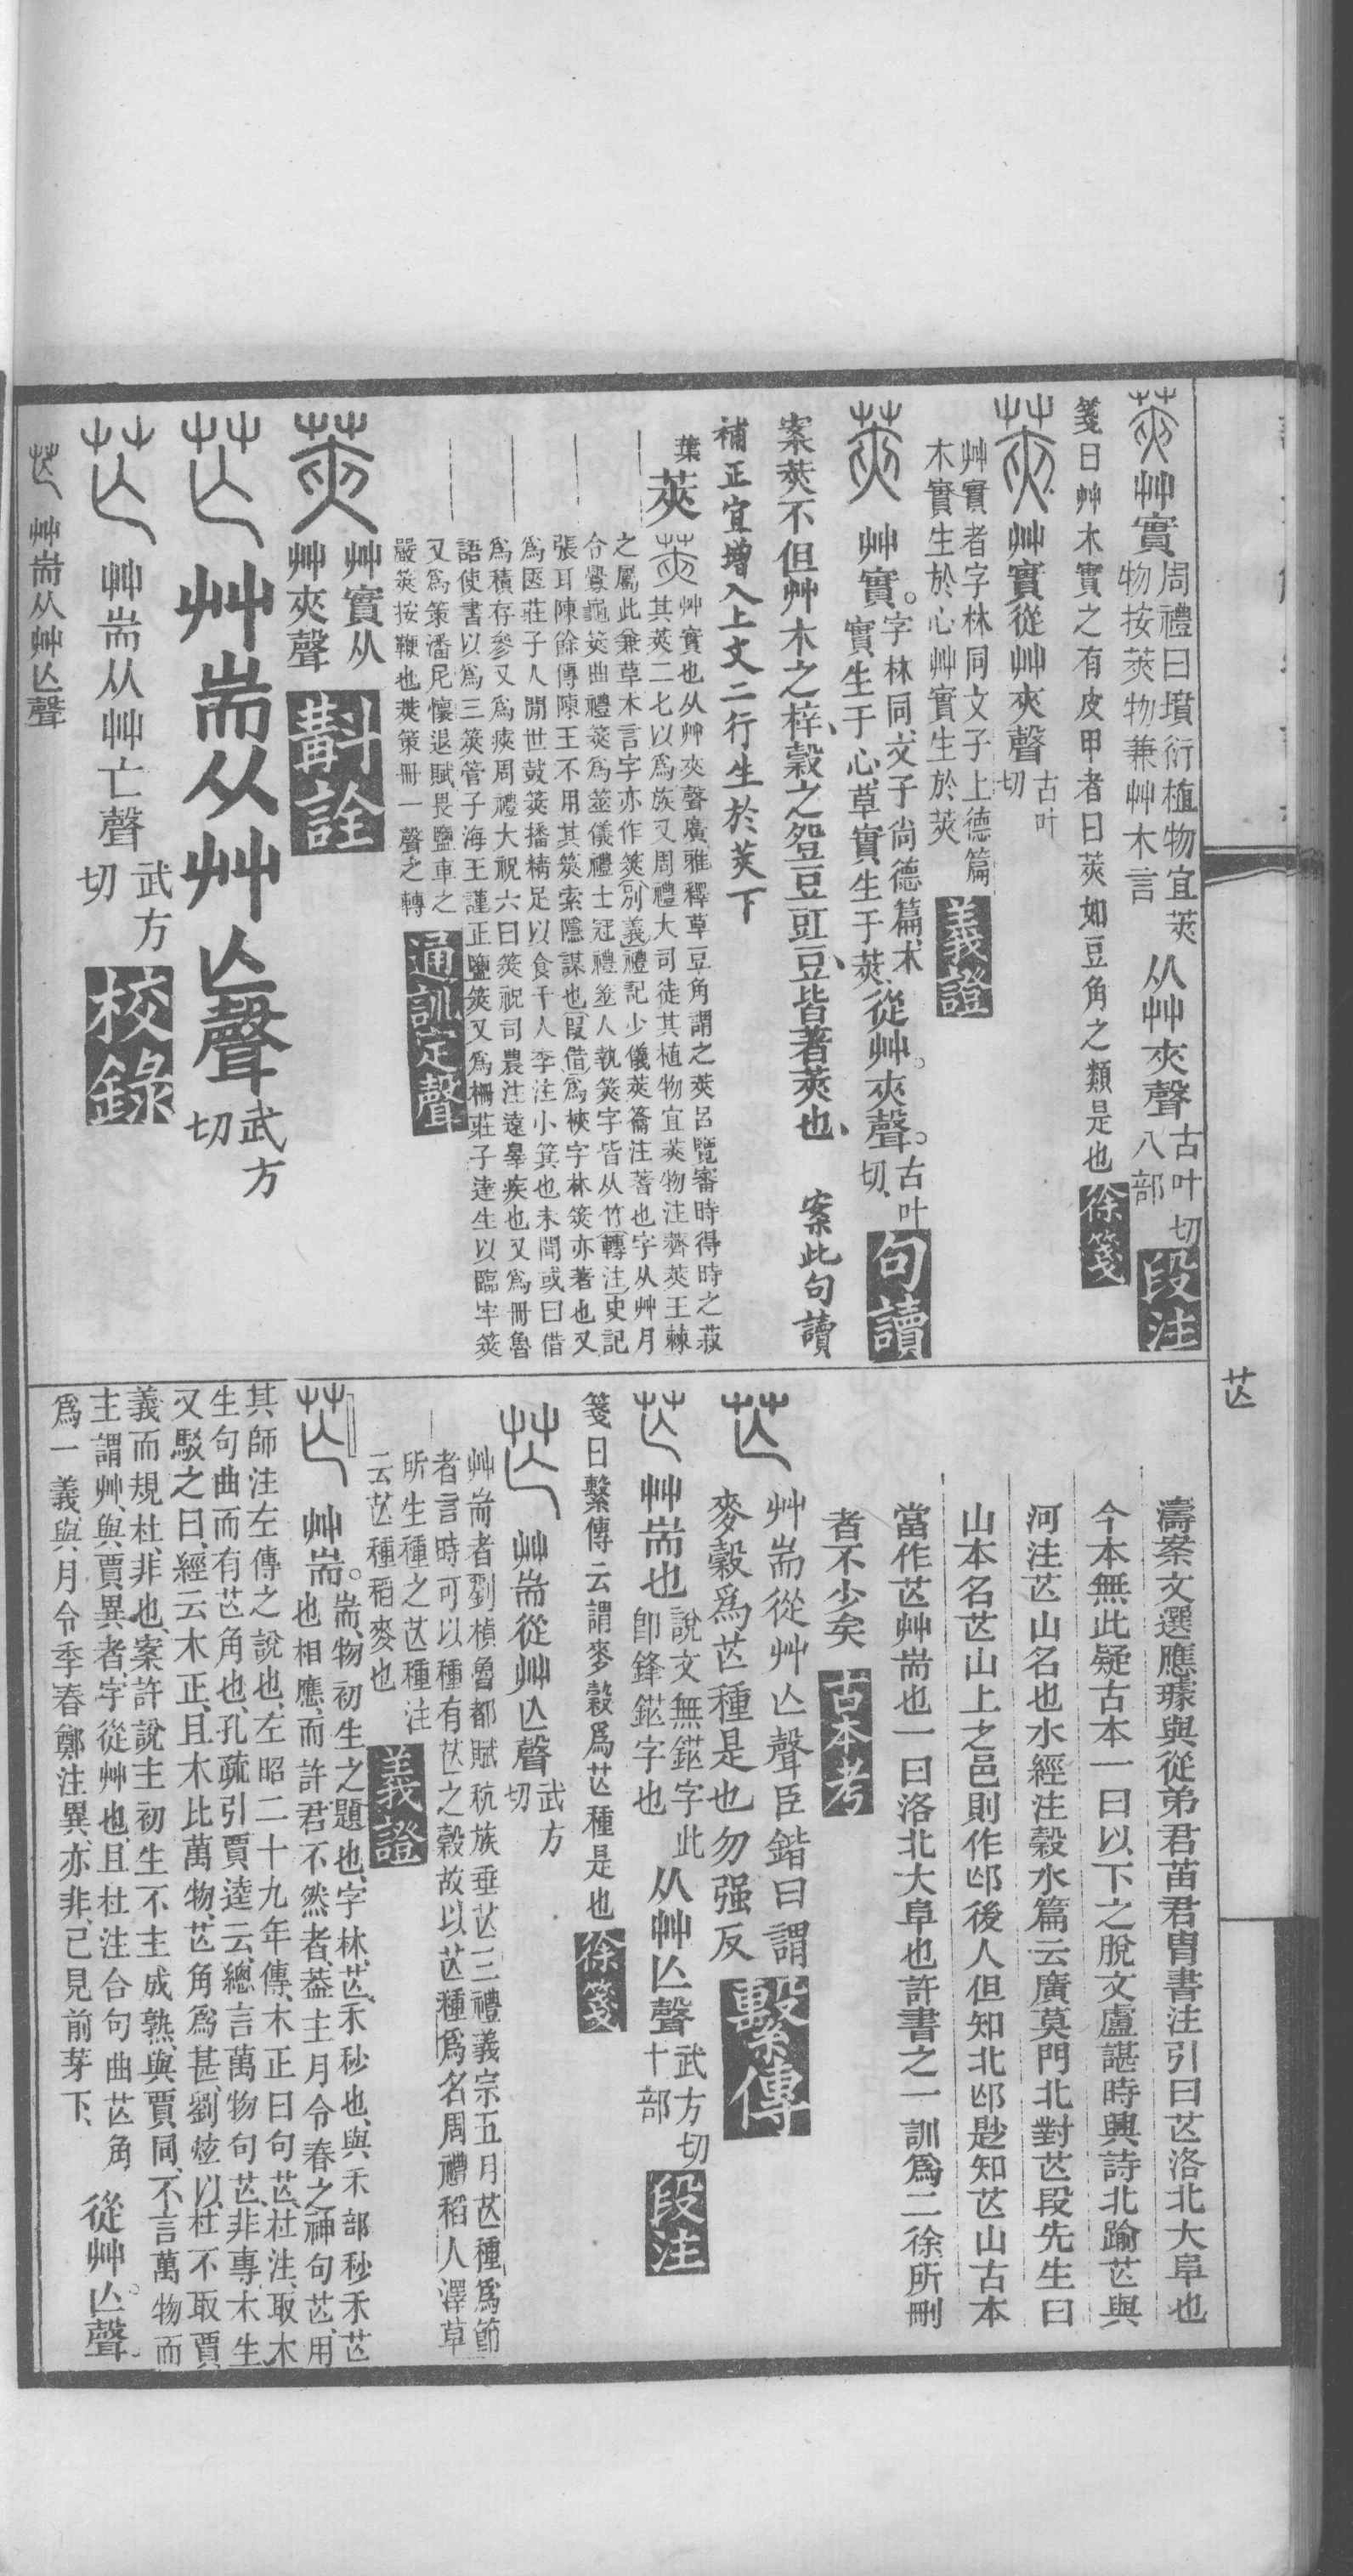 莢艸實周禮曰墳衍植物宜莢
物按莢物兼艸木言从艸夾聲古叶切
八部段注
箋曰艸木實之有皮甲者曰莢如豆角之類是也徐箋
莢艸實從艸夾聲古叶
切
艸實者字林同文子上德篇
木實生於心艸實生於莢義證
莢艸實。字林同、文子尙德篇、木
實生于心、草實生于莢、從艸。夾聲。古叶
切、句讀
案莢不但艸木之梓、榖之䝀豆豇豆、皆著莢也、 案此句讀
補正宜增入上文二行生於莢下
葉莢莢艸實也从艸夾聲廣雅釋草豆角謂之莢呂覽審時得時之菽
其莢二七以爲族又周禮大司徒其植物宜莢物注薺莢王棘
之屬此兼草木言字亦作筴別義禮記少儀莢籥注蓍也字从艸月
令釁龜筴曲禮筴爲筮儀禮士冠禮筮人執筴字皆从竹轉注史記
張耳陳餘傳陳王不用其筴索隱謀也叚借爲梜字林筴亦著也又
爲匧莊子人閒世鼓筴播精足以食十人李注小箕也未聞或曰借
爲積存參又爲瘈周禮大祝六曰筴祝司農注遠辠疾也又爲冊魯
語使書以爲三筴管子海王謹正鹽筴又爲柵莊子達生以臨牢筴
又爲策潘尼懷退賦畏鹽車之
嚴筴按鞭也莢策冊一聲之轉通訓定聲
莢艸實从
艸夾聲斠詮
芒艸耑从艸亾聲武方
切
芒艸耑从艸亡聲武方
切校錄
芒艸耑从艸亾聲
芒
濤案文選應璩與從弟君苗君冑書注引曰芒洛北大阜也
今本無此疑古本一曰以下之脫文盧諶時興詩北踰芒與
河注芒山名也水經注穀水篇云廣莫門北對芒段先生曰
山本名芒山上之邑則作邙後人但知北邙尟知芒山古本
當作芒艸耑也一曰洛北大阜也許書之一訓爲二徐所刪
者不少矣古本考
芒艸耑從艸亾聲臣鍇曰謂
麥穀爲芒種是也勿强反繫傳
芒艸耑也說文無鋩字此
卽鋒鋩字也从艸亾聲武方切
十部段注
箋曰繫傳云謂麥穀爲芒種是也徐箋
芒艸耑從艸亾聲武方
切
艸耑者劉楨魯都賦秔族垂芒三禮義宗五月芒種爲節
者言時可以種有芒之穀故以芒種爲名周禮稻人澤草
所生種之芒種注
云芒種稻麥也義證
芒艸耑。耑、物初生之題也、字林、芒、禾秒也、與禾部秒禾芒
也相應、而許君不然者、葢主月令春之神句芒、用
其師注左傳之說也、左昭二十九年傳、木正曰句芒、杜注、取木
生句曲而有芒角也、孔疏引賈逵云、總言萬物句芒、非專木生
又駁之曰、經云木正、且木比萬物、芒角爲甚、劉炫以杜不取賈
義而規杜、非也、案許說主初生、不主成熟、與賈同、不言萬物而
主謂艸、與賈異者、字從艸也、且杜注合句曲芒角
爲一義、與月令季春鄭注異、亦非、已見前芽下、從艸。亾聲。